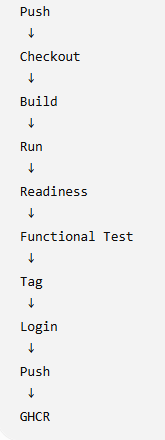 Push
↓
Checkout
↓
Build
↓
Run
↓
Readiness
↓
Functional Test
↓
Tag
↓
Login
↓
Push
↓
GHCR